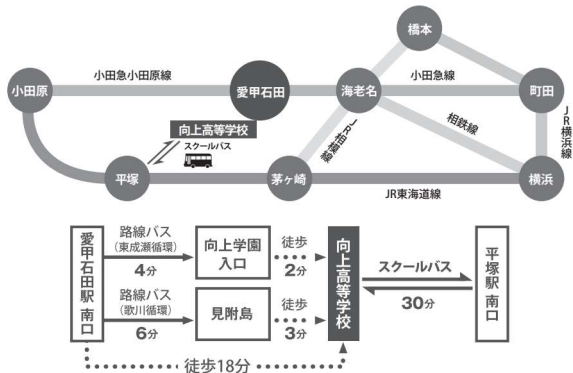 橋本
小田急小田原線
小田急線
小田原
愛甲石田
海老名
町田
向上高等学校
スクールバス
JR相模線
相鉄線
JR横浜線
平塚
茅ヶ崎
横浜
JR東海道線
愛甲石田駅 南口
路線バス
（東成瀬循環）
4分
向上学園
入口
徒歩
2分
路線バス
（歌川循環）
6分
見附島
徒歩
3分
向上高等学校
スクールバス
30分
平塚駅 南口
徒歩18分